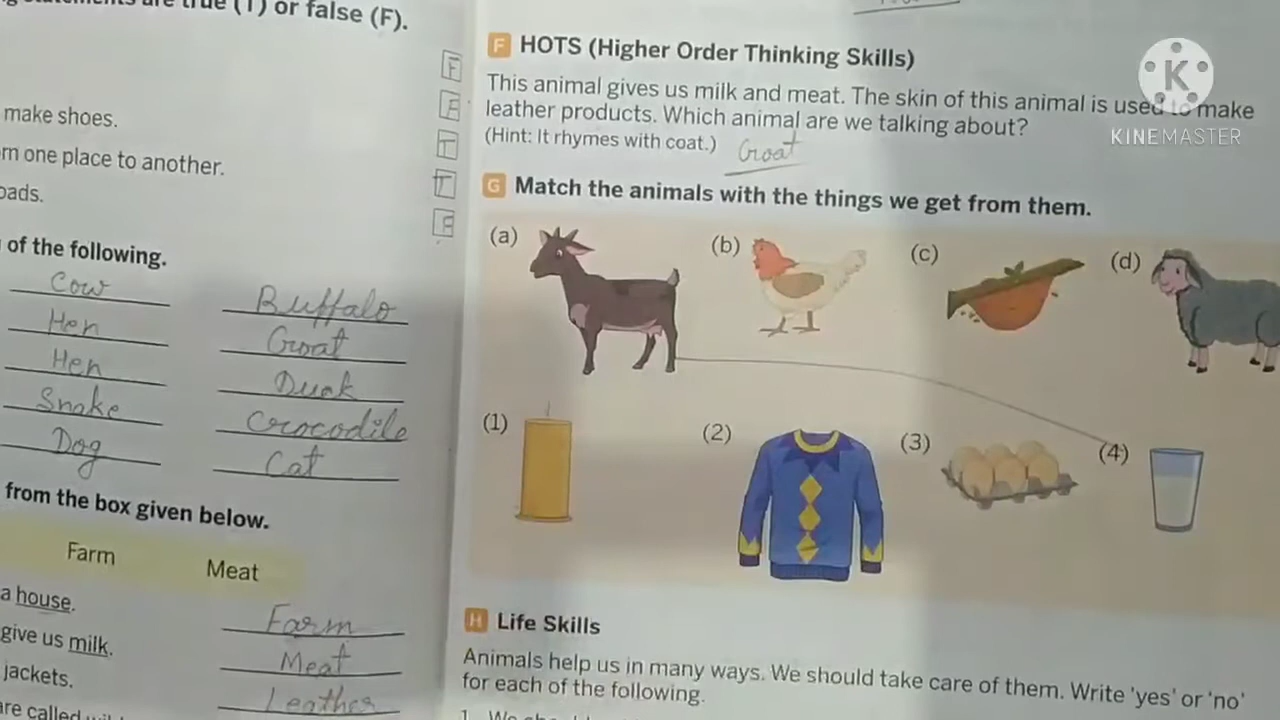 true (T) or false (F).
F
F
make shoes.
T
one place to another.
T
F
of the following.
Cow Buffalo
Hen Goat
Hen Duck
Snake Crocodile
Dog Cat
from the box given below.
Farm Meat
a house. Farm
give us milk. Meat
jackets. Leather
are called
F HOTS (Higher Order Thinking Skills)
This animal gives us milk and meat. The skin of this animal is used to make
leather products. Which animal are we talking about?
(Hint: It rhymes with coat.) Goat
G Match the animals with the things we get from them.
(a) (b) (c) (d)
(1) (2) (3) (4)
H Life Skills
Animals help us in many ways. We should take care of them. Write 'yes' or 'no'
for each of the following.
1. We
K
KINEMASTER